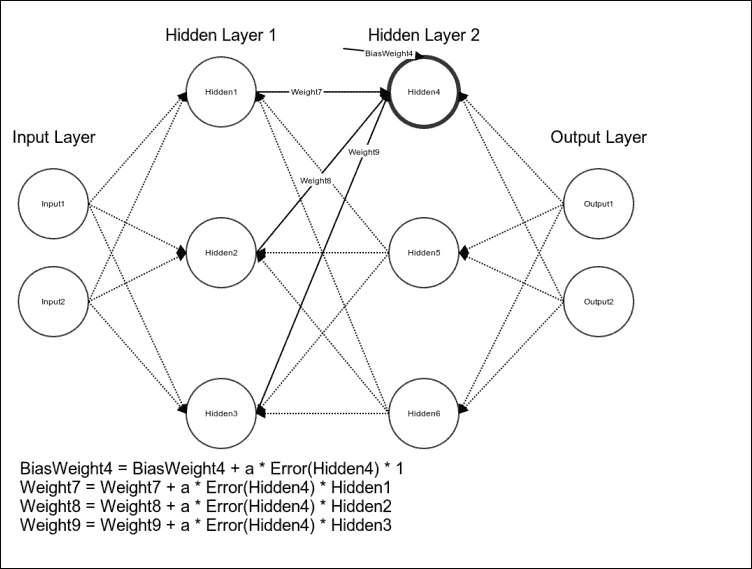 Hidden Layer 1
Hidden Layer 2
BiasWeight4
Hidden1
Weight7
Hidden4
Input Layer
Output Layer
Weight9
Weight8
Input1
Output1
Hidden2
Hidden5
Input2
Output2
Hidden3
Hidden6
BiasWeight4 = BiasWeight4 + a * Error(Hidden4) * 1
Weight7 = Weight7 + a * Error(Hidden4) * Hidden1
Weight8 = Weight8 + a * Error(Hidden4) * Hidden2
Weight9 = Weight9 + a * Error(Hidden4) * Hidden3